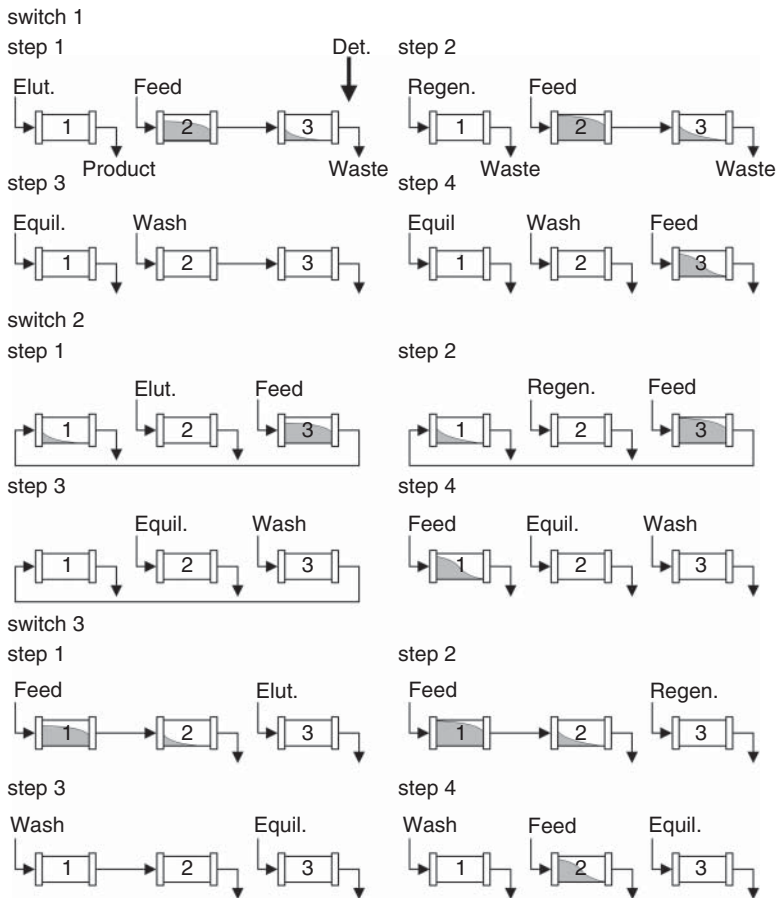 switch 1
step 1 Det. step 2
Elut. Feed Regen. Feed
1 2 3 1 2 3
Product Waste Waste Waste
step 3 step 4
Equil. Wash Equil Wash Feed
1 2 3 1 2 3
switch 2
step 1 step 2
Elut. Feed Regen. Feed
1 2 3 1 2 3
step 3 step 4
Equil. Wash Feed Equil. Wash
1 2 3 1 2 3
switch 3
step 1 step 2
Feed Elut. Feed Regen.
1 2 3 1 2 3
step 3 step 4
Wash Equil. Wash Feed Equil.
1 2 3 1 2 3